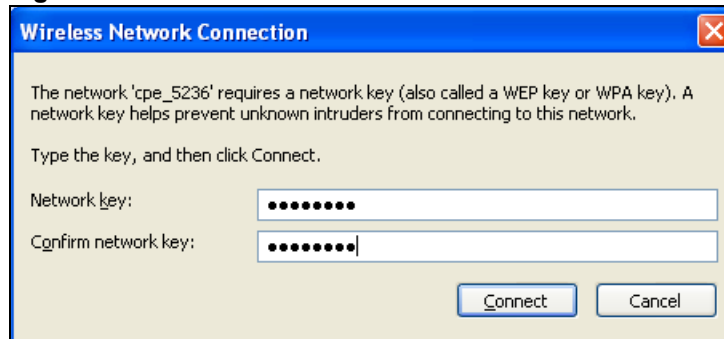 Wireless Network Connection
The network 'cpe_5236' requires a network key (also called a WEP key or WPA key). A
network key helps prevent unknown intruders from connecting to this network.
Type the key, and then click Connect.
Network key: ••••••••
Confirm network key: ••••••••
Connect Cancel